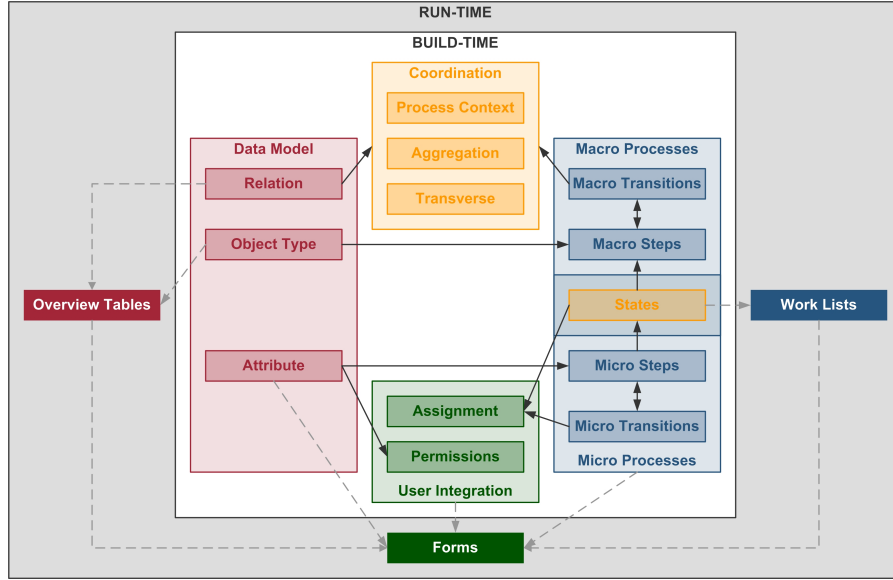 RUN-TIME
BUILD-TIME
Coordination
Process Context
Aggregation
Transverse
Data Model
Relation
Object Type
Attribute
Macro Processes
Macro Transitions
Macro Steps
States
Micro Steps
Micro Transitions
Micro Processes
Assignment
Permissions
User Integration
Overview Tables
Work Lists
Forms